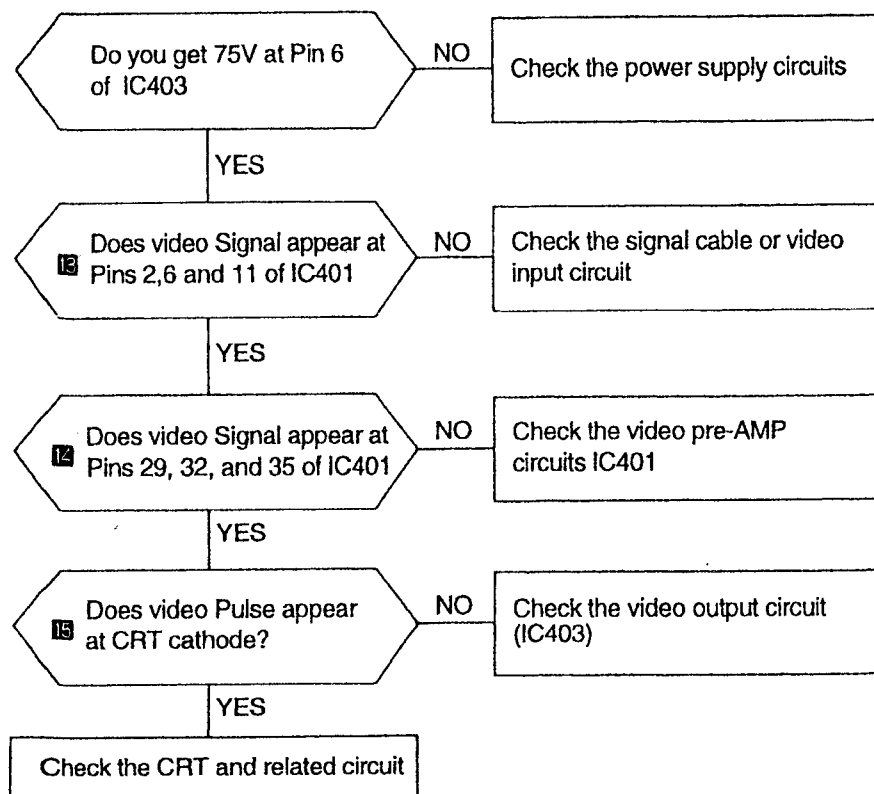 Do you get 75V at Pin 6
of IC403
NO
Check the power supply circuits
YES
13 Does video Signal appear at
Pins 2,6 and 11 of IC401
NO
Check the signal cable or video
input circuit
YES
14 Does video Signal appear at
Pins 29, 32, and 35 of IC401
NO
Check the video pre-AMP
circuits IC401
YES
15 Does video Pulse appear
at CRT cathode?
NO
Check the video output circuit
(IC403)
YES
Check the CRT and related circuit